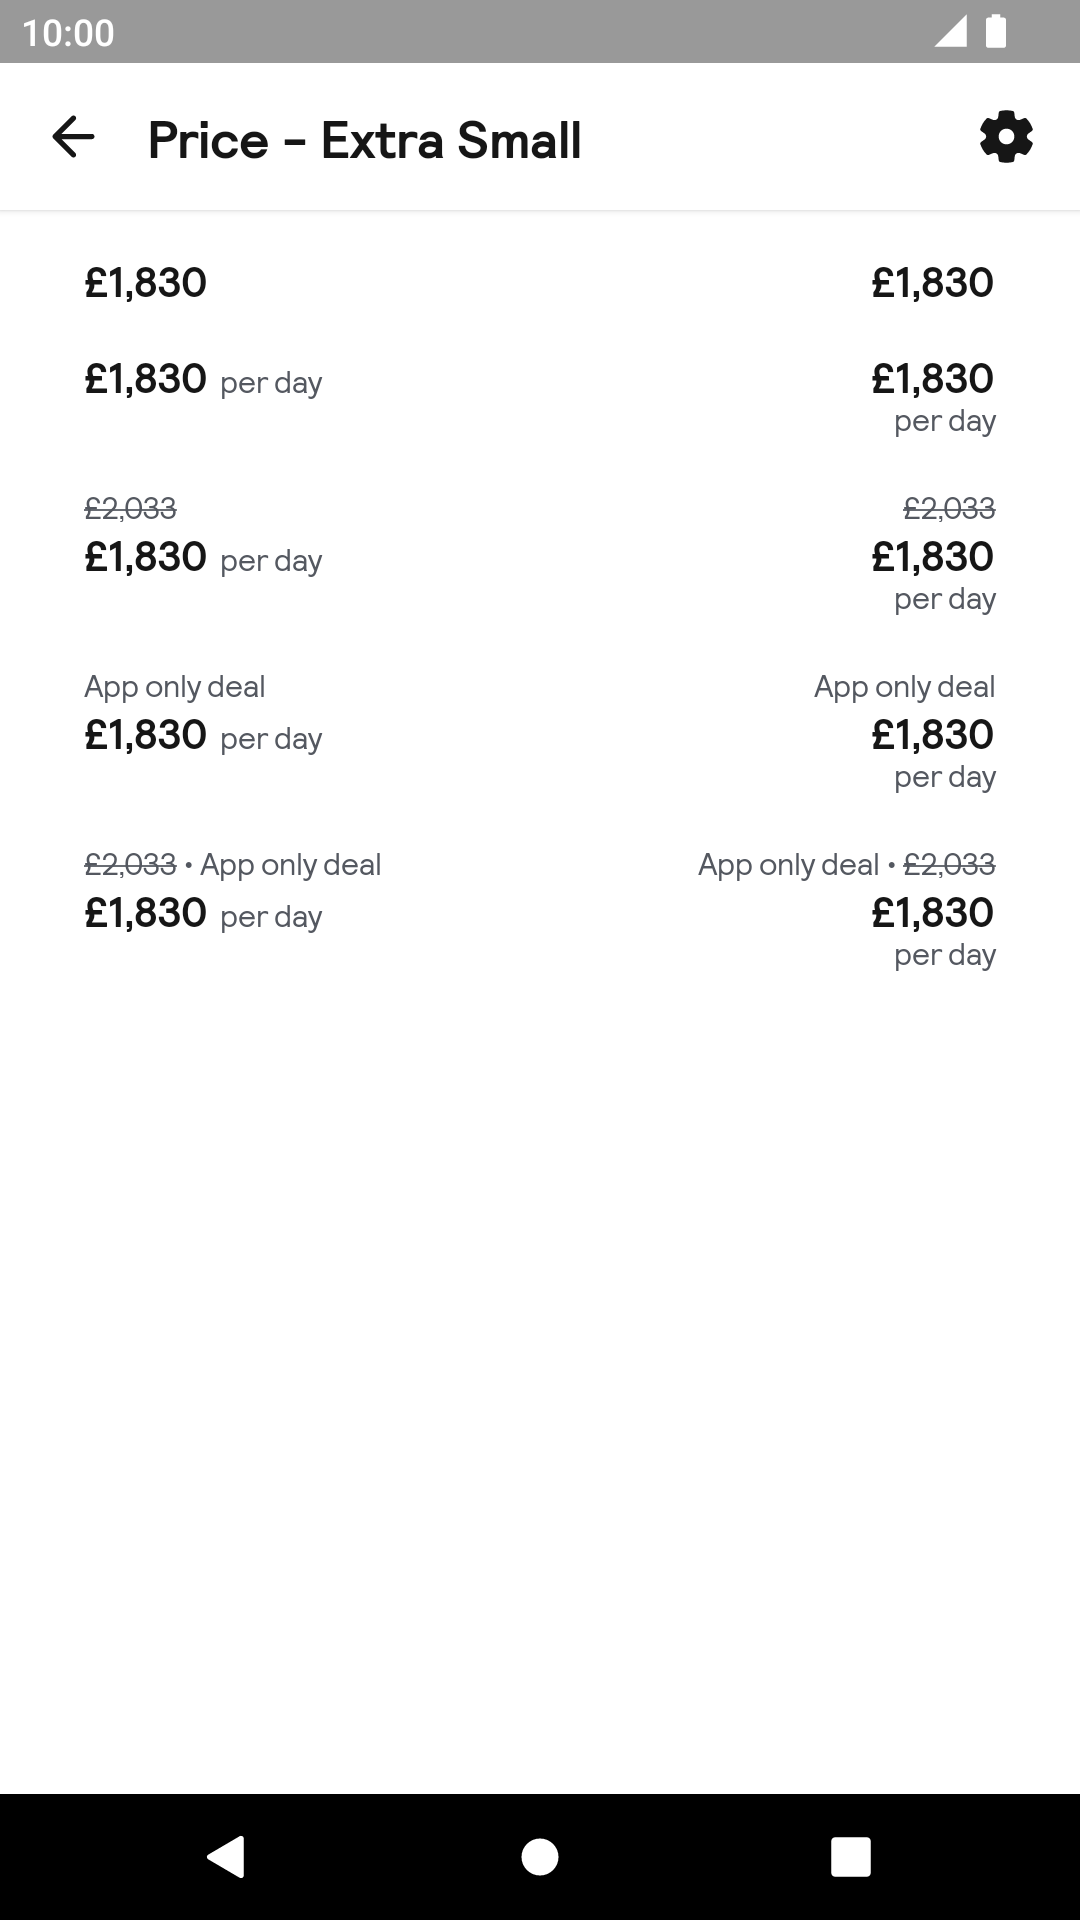 10:00
Price - Extra Small
£1,830 £1,830
£1,830 per day £1,830
per day
£2,033 £2,033
£1,830 per day £1,830
per day
App only deal App only deal
£1,830 per day £1,830
per day
£2,033 • App only deal App only deal • £2,033
£1,830 per day £1,830
per day